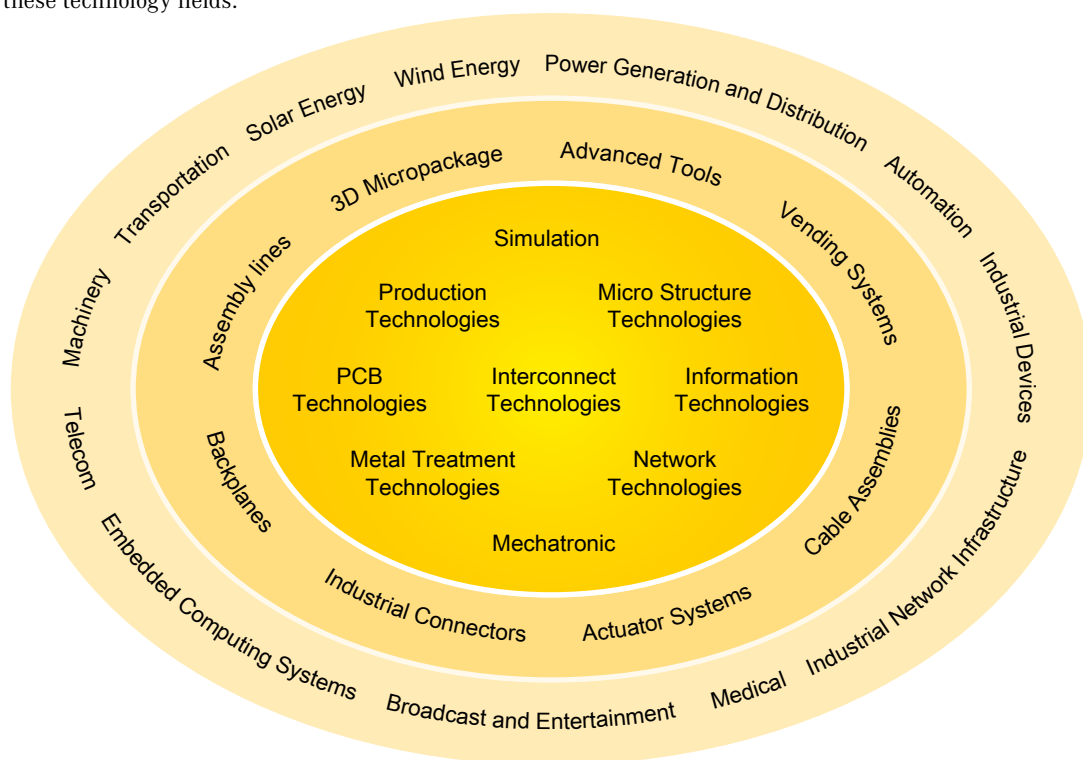 these technology fields.
Wind Energy
Power Generation and Distribution
Solar Energy
Transportation
Automation
Machinery
Industrial Devices
Telecom
Industrial Network Infrastructure
Embedded Computing Systems
Medical
Broadcast and Entertainment
3D Micropackage
Advanced Tools
Assembly lines
Vending Systems
Backplanes
Cable Assemblies
Industrial Connectors
Actuator Systems
Simulation
Production
Technologies
Micro Structure
Technologies
PCB
Technologies
Interconnect
Technologies
Information
Technologies
Metal Treatment
Technologies
Network
Technologies
Mechatronic